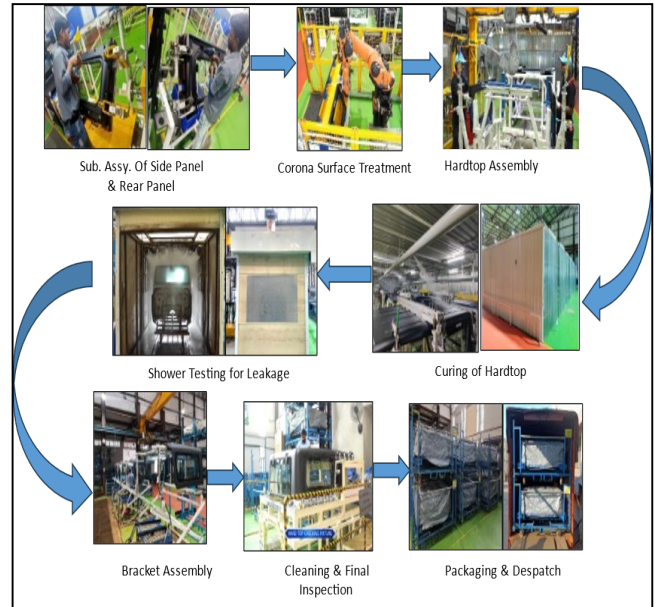 Sub. Assy. Of Side Panel
& Rear Panel
Corona Surface Treatment
Hardtop Assembly
Shower Testing for Leakage
Curing of Hardtop
Bracket Assembly
Cleaning & Final
Inspection
Packaging & Despatch